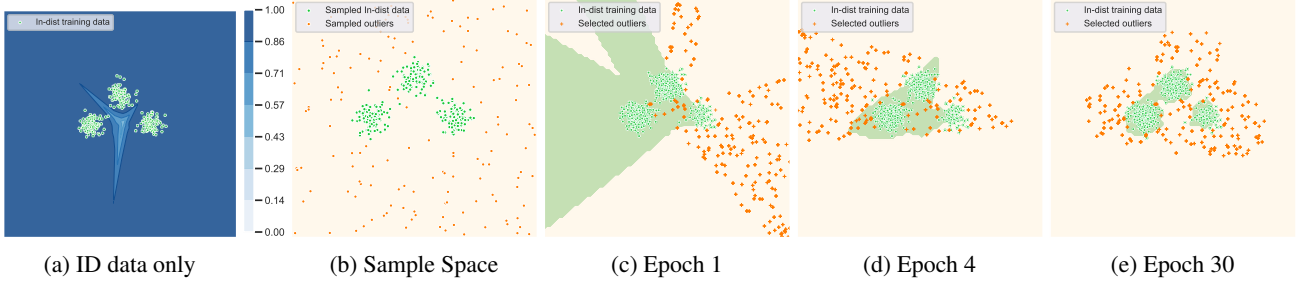 In-dist training data
1.00
0.86
0.71
0.57
0.43
0.29
0.14
0.00
Sampled In-dist data
Sampled outliers
In-dist training data
Selected outliers
In-dist training data
Selected outliers
In-dist training data
Selected outliers
(a) ID data only
(b) Sample Space
(c) Epoch 1
(d) Epoch 4
(e) Epoch 30